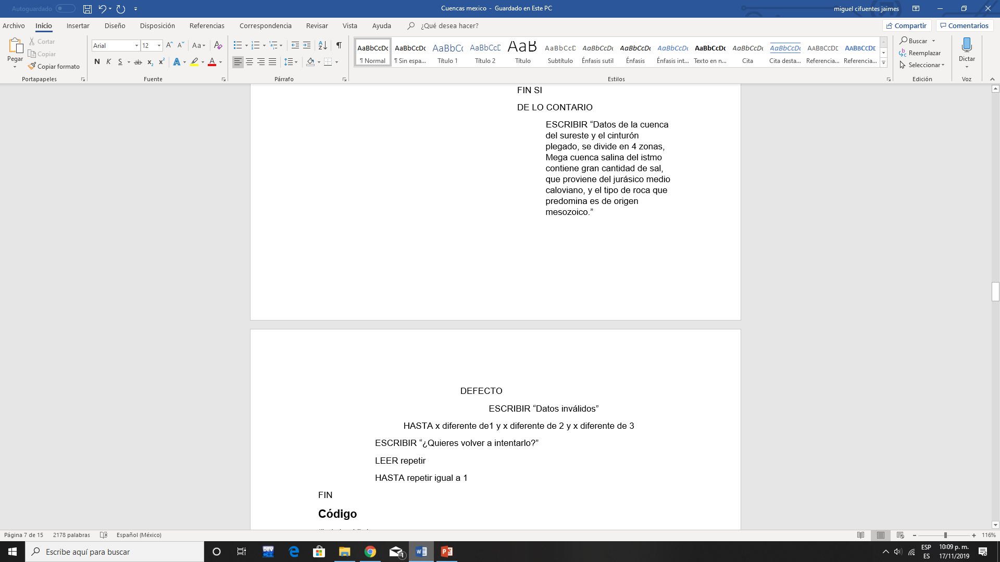 Autoguardado
Cuencas mexico - Guardado en Este PC
miguel cifuentes jaimes
Archivo Inicio Insertar Diseño Disposición Referencias Correspondencia Revisar Vista Ayuda ¿Qué desea hacer? Compartir Comentarios
Pegar
Cortar
Copiar
Copiar formato
Portapapeles
Arial 12
Aa
N K S ab x₂ x²
Fuente
Párrafo
AaBbCcDc AaBbCcDc AaBbCc AaBbCcD AaB AaBbCcD AaBbCcDc AaBbCcDc AaBbCcDc AaBbCcDc AaBbCcDc AaBbCcDc AABBCCDE AABBCCDE
¶ Normal ¶ Sin espa... Título 1 Título 2 Título Subtítulo Énfasis sutil Énfasis Énfasis int... Texto en n... Cita Cita desta... Referencia... Referencia...
Estilos
Buscar
Reemplazar
Seleccionar
Edición
Dictar
Voz
FIN SI
DE LO CONTARIO
ESCRIBIR “Datos de la cuenca
del sureste y el cinturón
plegado, se divide en 4 zonas,
Mega cuenca salina del istmo
contiene gran cantidad de sal,
que proviene del jurásico medio
caloviano, y el tipo de roca que
predomina es de origen
mesozoico.”
DEFECTO
ESCRIBIR “Datos inválidos”
HASTA x diferente de1 y x diferente de 2 y x diferente de 3
ESCRIBIR “¿Quieres volver a intentarlo?”
LEER repetir
HASTA repetir igual a 1
FIN
Código
Página 7 de 15 2178 palabras Español (México) 116%
Escribe aquí para buscar
DEV
1
ESP
ES
10:09 p. m.
17/11/2019